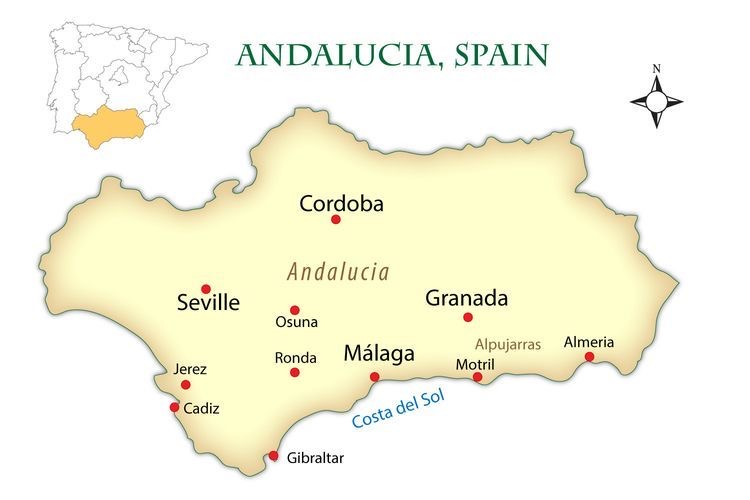 ANDALUCIA, SPAIN
N
Cordoba
Andalucia
Seville
Granada
Osuna
Alpujarras
Almeria
Ronda
Málaga
Motril
Jerez
Cadiz
Costa del Sol
Gibraltar